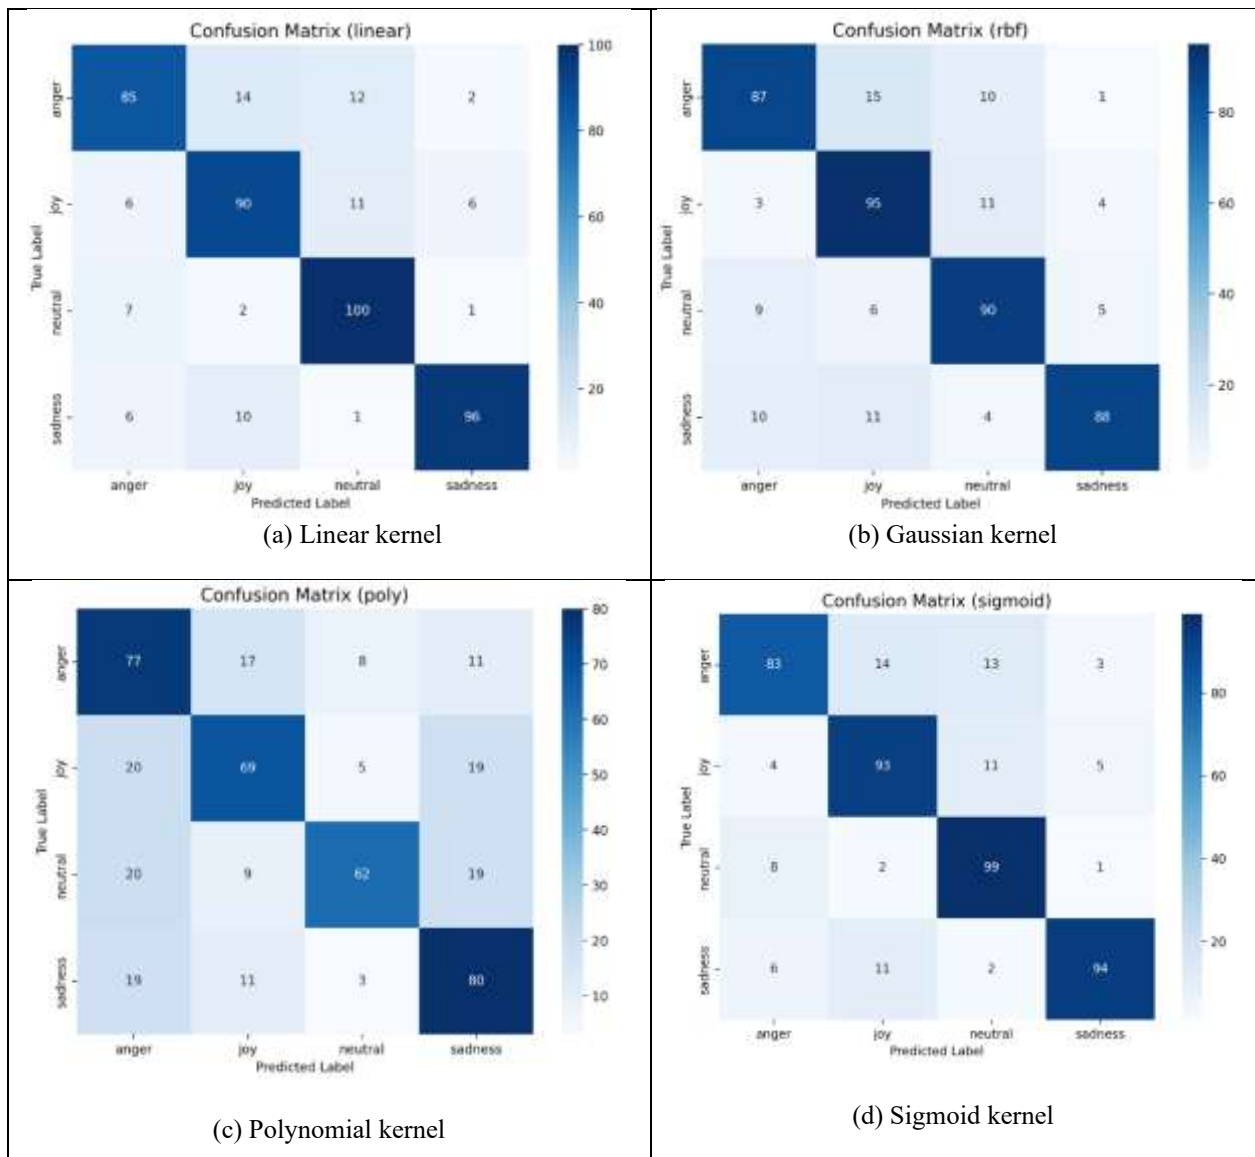 Confusion Matrix (linear)
anger 85 14 12 2
joy 6 90 11 6
neutral 7 2 100 1
sadness 6 10 1 96
anger joy neutral sadness
Predicted Label
True Label
100
80
60
40
20
(a) Linear kernel
Confusion Matrix (rbf)
anger 87 15 10 1
joy 3 95 11 4
neutral 9 6 90 5
sadness 10 11 4 88
anger joy neutral sadness
Predicted Label
True Label
80
60
40
20
(b) Gaussian kernel
Confusion Matrix (poly)
anger 77 17 8 11
joy 20 69 5 19
neutral 20 9 62 19
sadness 19 11 3 80
anger joy neutral sadness
Predicted Label
True Label
80
70
60
50
40
30
20
10
(c) Polynomial kernel
Confusion Matrix (sigmoid)
anger 83 14 13 3
joy 4 93 11 5
neutral 8 2 99 1
sadness 6 11 2 94
anger joy neutral sadness
Predicted Label
True Label
80
60
40
20
(d) Sigmoid kernel